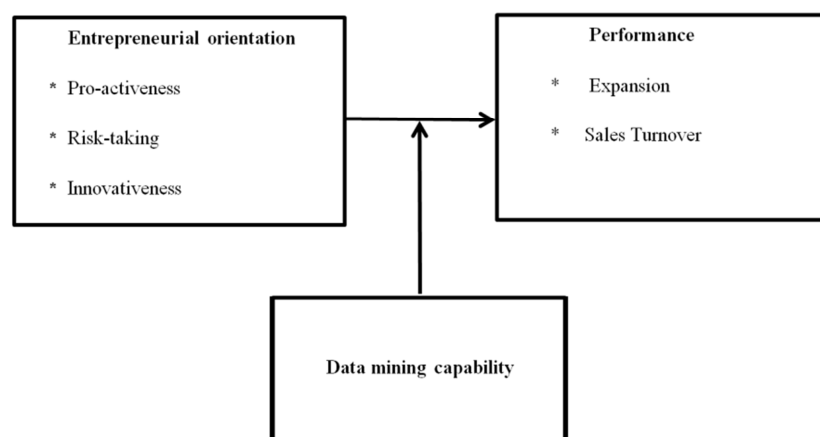 Entrepreneurial orientation
* Pro-activeness
* Risk-taking
* Innovativeness
Performance
* Expansion
* Sales Turnover
Data mining capability